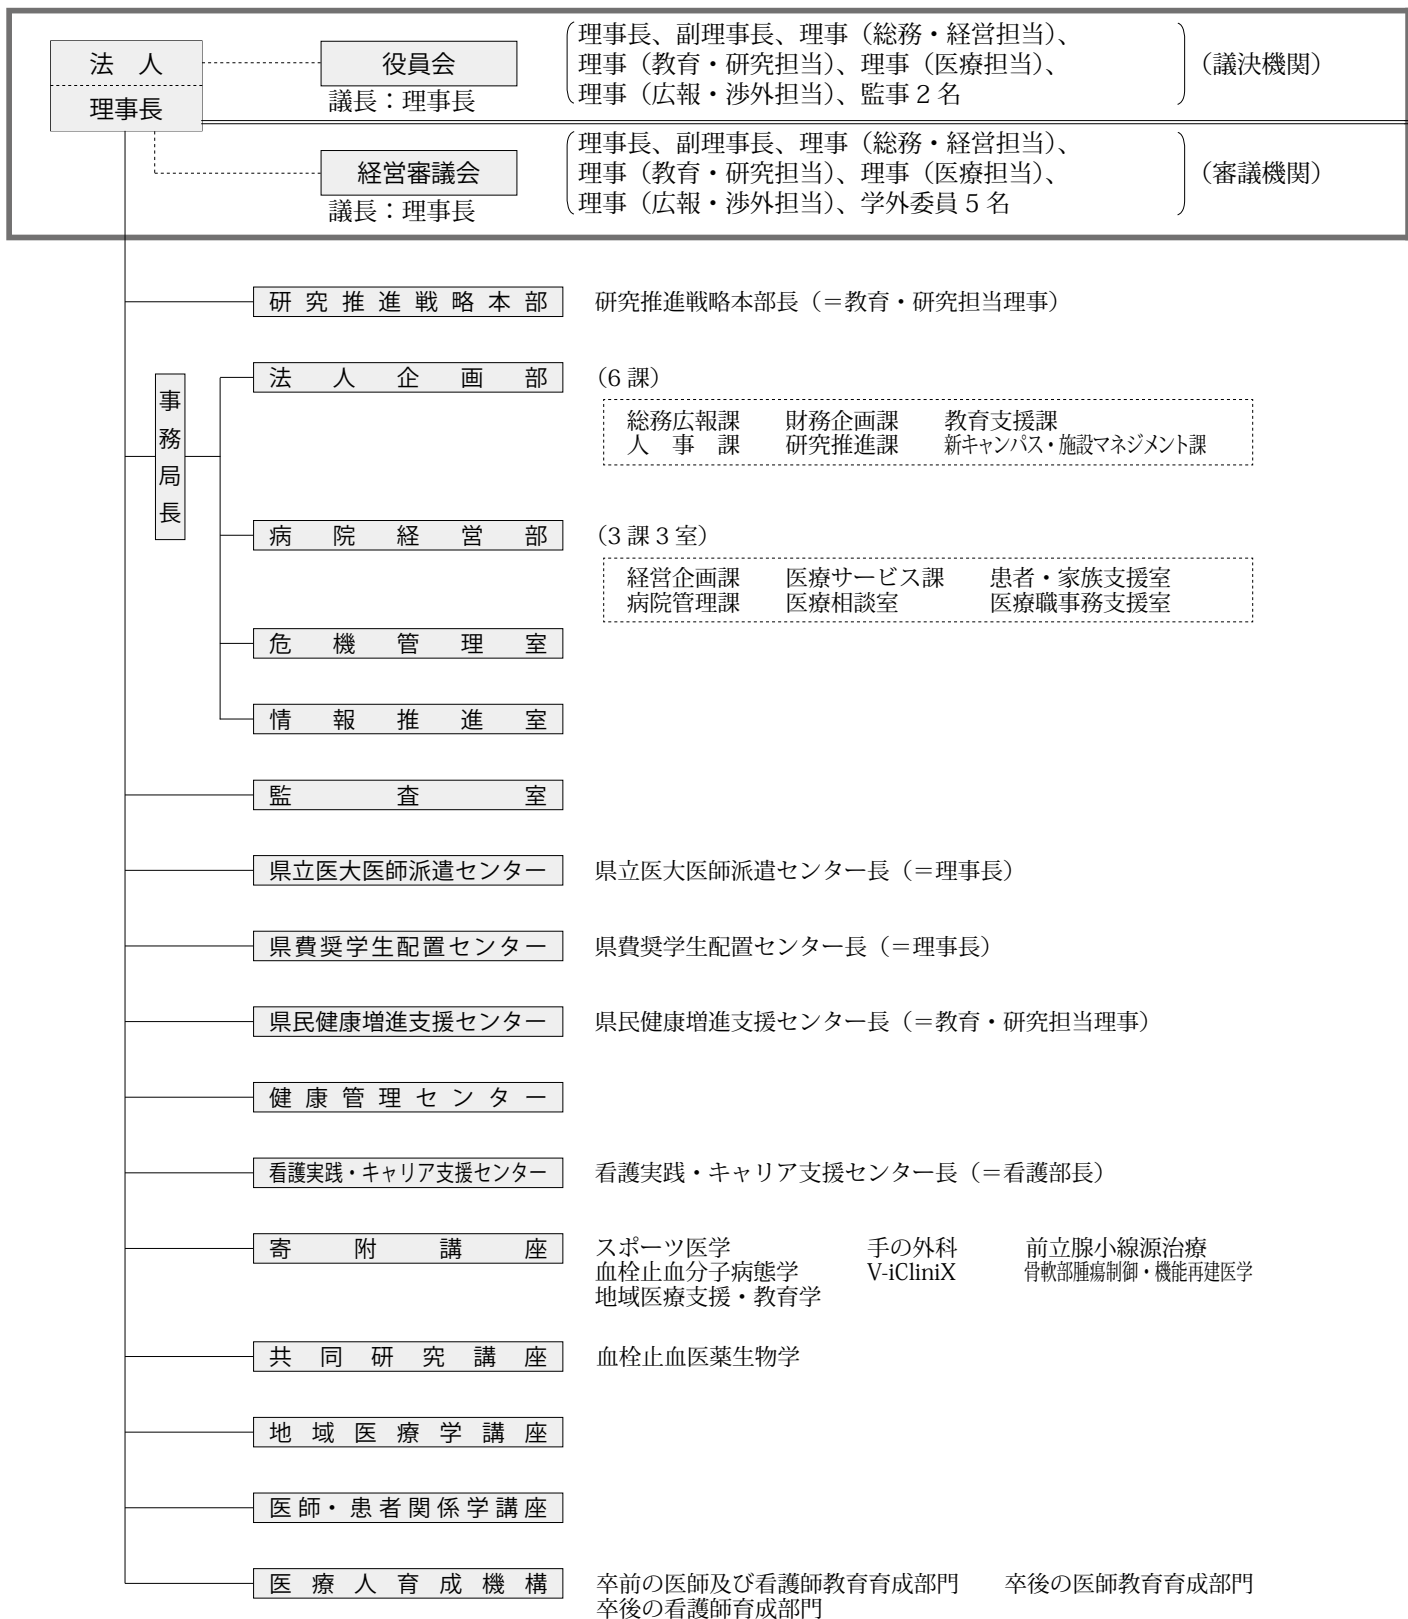 法　人
理事長
役員会
議長：理事長
理事長、副理事長、理事（総務・経営担当）、
理事（教育・研究担当）、理事（医療担当）、
理事（広報・渉外担当）、監事 2 名
（議決機関）
経営審議会
議長：理事長
理事長、副理事長、理事（総務・経営担当）、
理事（教育・研究担当）、理事（医療担当）、
理事（広報・渉外担当）、学外委員 5 名
（審議機関）
研究推進戦略本部　研究推進戦略本部長（＝教育・研究担当理事）
事務局長
法人企画部　（6 課）
総務広報課　財務企画課　教育支援課
人　事　課　研究推進課　新キャンパス・施設マネジメント課
病院経営部　（3 課 3 室）
経営企画課　医療サービス課　患者・家族支援室
病院管理課　医療相談室　医療職事務支援室
危機管理室
情報推進室
監査室
県立医大医師派遣センター　県立医大医師派遣センター長（＝理事長）
県費奨学生配置センター　県費奨学生配置センター長（＝理事長）
県民健康増進支援センター　県民健康増進支援センター長（＝教育・研究担当理事）
健康管理センター
看護実践・キャリア支援センター　看護実践・キャリア支援センター長（＝看護部長）
寄附講座　スポーツ医学　手の外科　前立腺小線源治療
血栓止血分子病態学　V-iCliniX　骨軟部腫瘍制御・機能再建医学
地域医療支援・教育学
共同研究講座　血栓止血医薬生物学
地域医療学講座
医師・患者関係学講座
医療人育成機構　卒前の医師及び看護師教育育成部門　卒後の医師教育育成部門
卒後の看護師育成部門